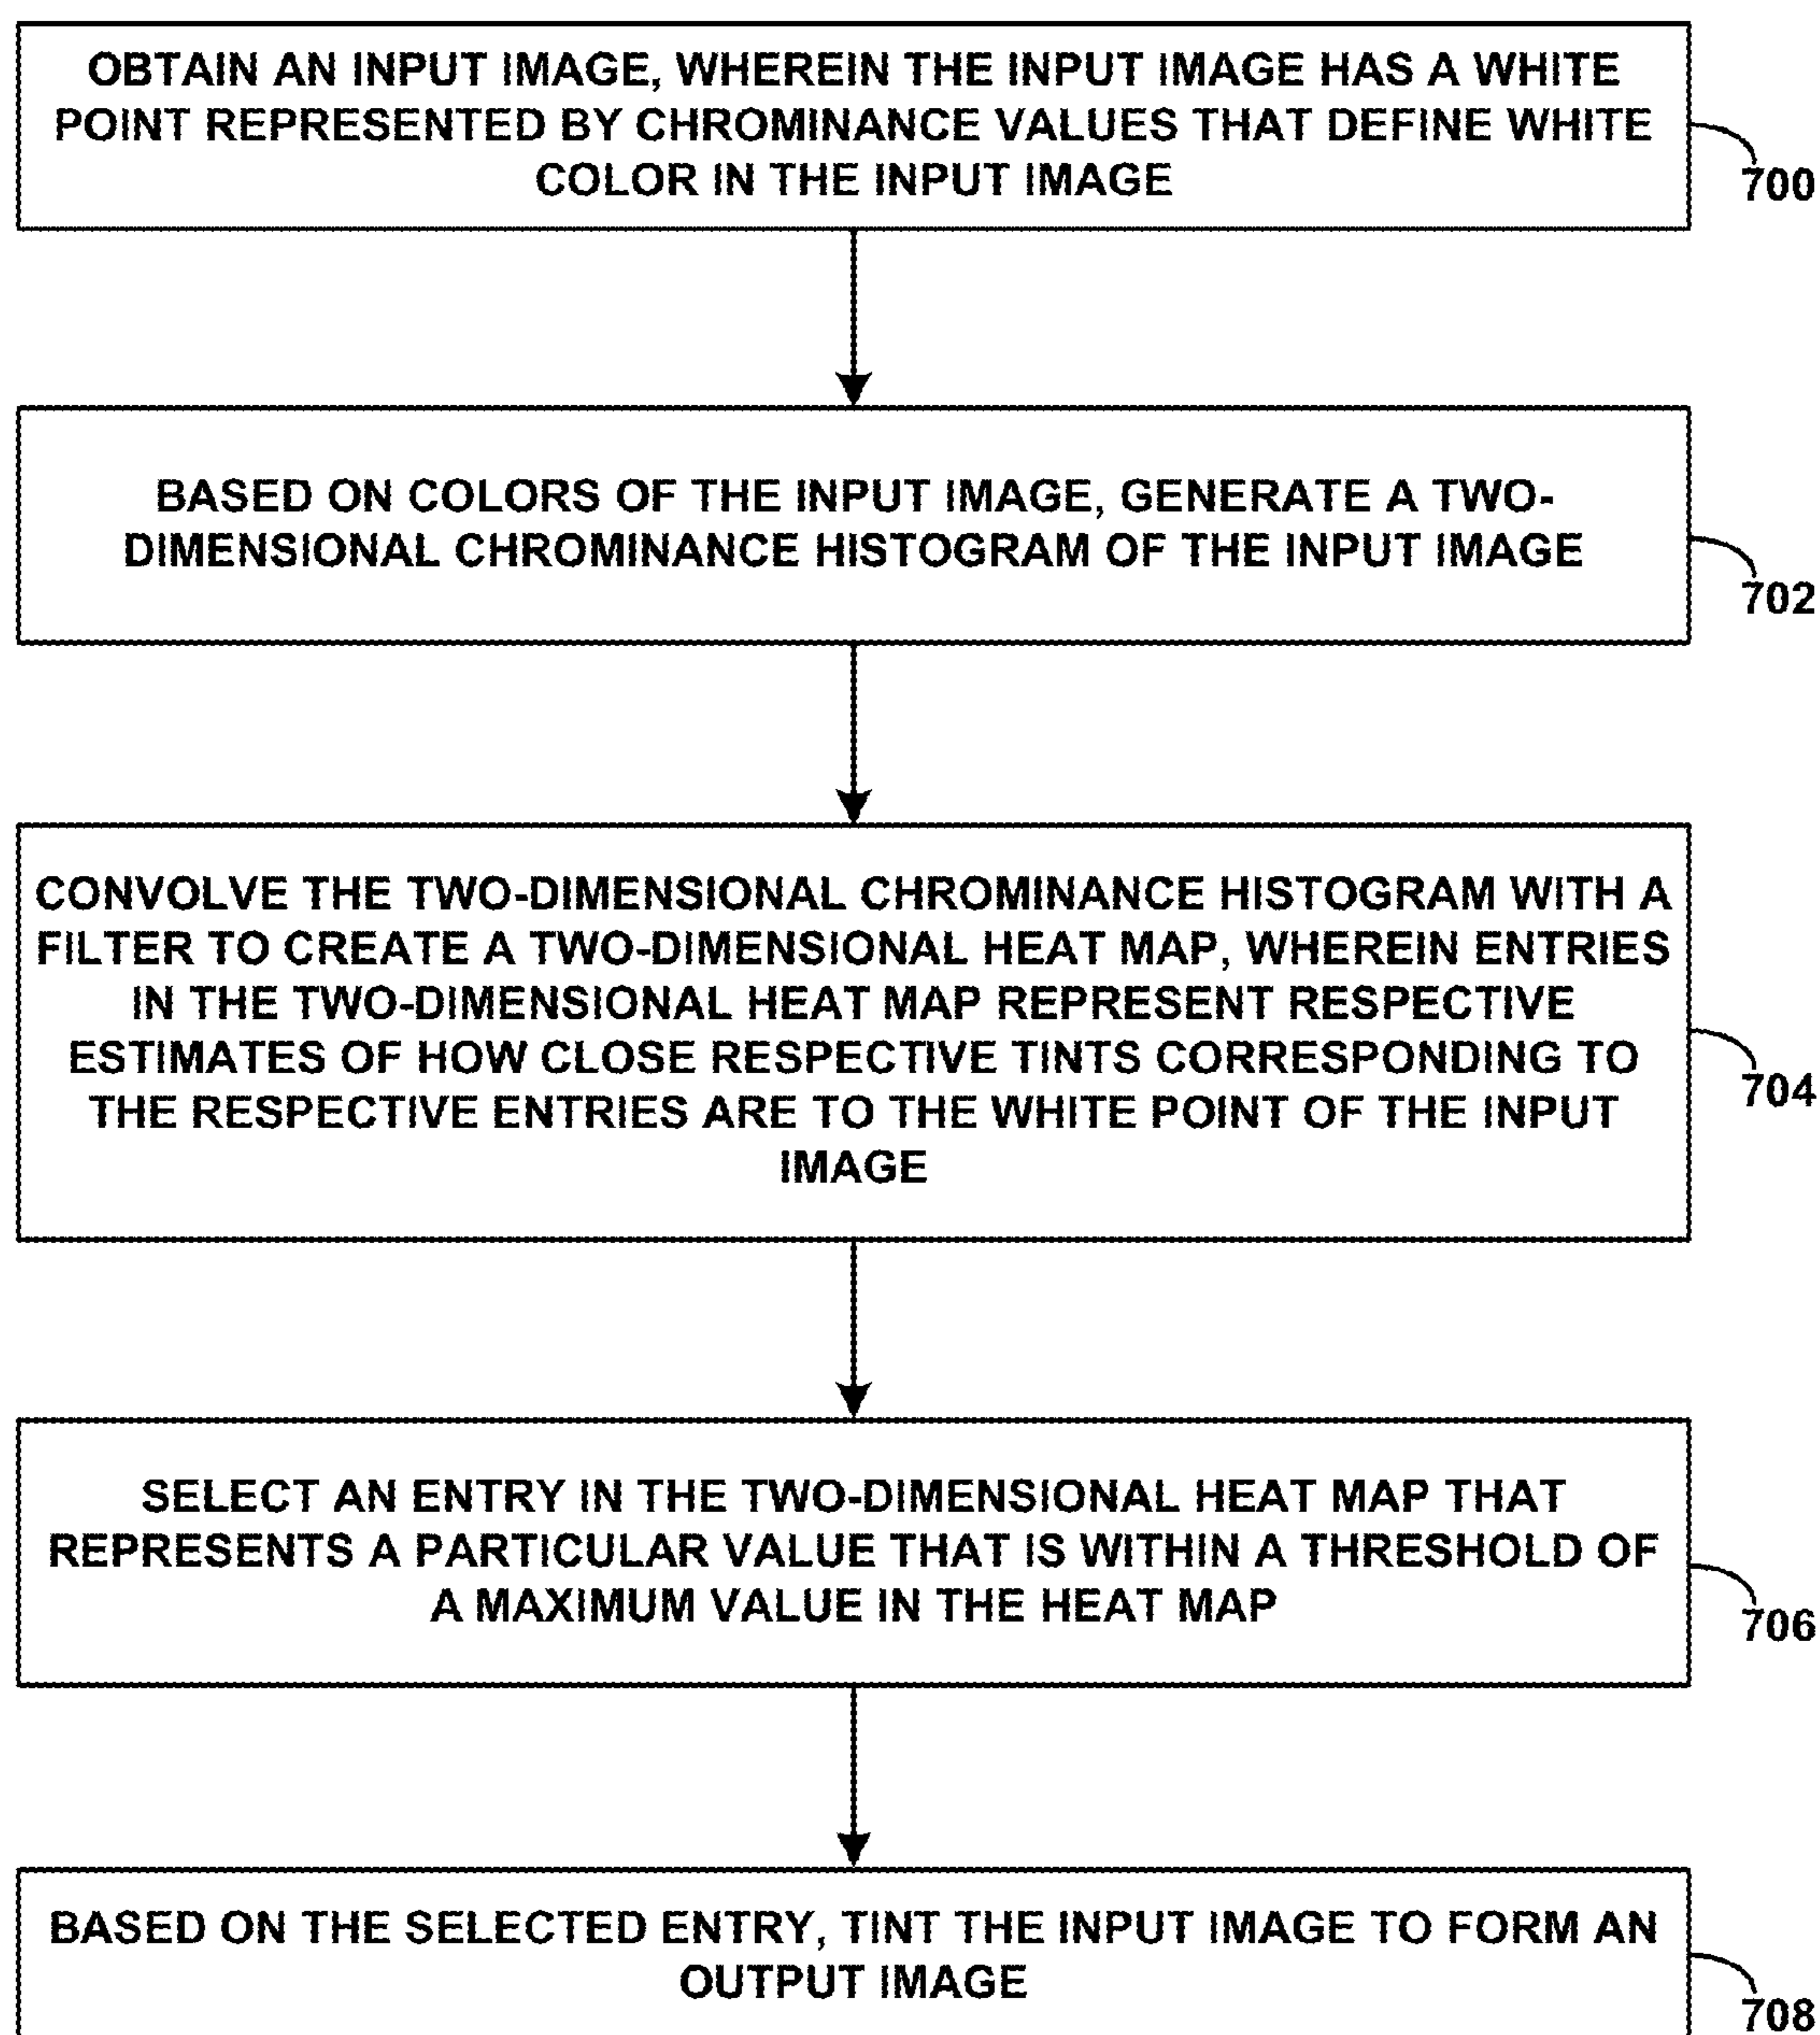 OBTAIN AN INPUT IMAGE, WHEREIN THE INPUT IMAGE HAS A WHITE
POINT REPRESENTED BY CHROMINANCE VALUES THAT DEFINE WHITE
COLOR IN THE INPUT IMAGE
700
BASED ON COLORS OF THE INPUT IMAGE, GENERATE A TWO-
DIMENSIONAL CHROMINANCE HISTOGRAM OF THE INPUT IMAGE
702
CONVOLVE THE TWO-DIMENSIONAL CHROMINANCE HISTOGRAM WITH A
FILTER TO CREATE A TWO-DIMENSIONAL HEAT MAP, WHEREIN ENTRIES
IN THE TWO-DIMENSIONAL HEAT MAP REPRESENT RESPECTIVE
ESTIMATES OF HOW CLOSE RESPECTIVE TINTS CORRESPONDING TO
THE RESPECTIVE ENTRIES ARE TO THE WHITE POINT OF THE INPUT
IMAGE
704
SELECT AN ENTRY IN THE TWO-DIMENSIONAL HEAT MAP THAT
REPRESENTS A PARTICULAR VALUE THAT IS WITHIN A THRESHOLD OF
A MAXIMUM VALUE IN THE HEAT MAP
706
BASED ON THE SELECTED ENTRY, TINT THE INPUT IMAGE TO FORM AN
OUTPUT IMAGE
708